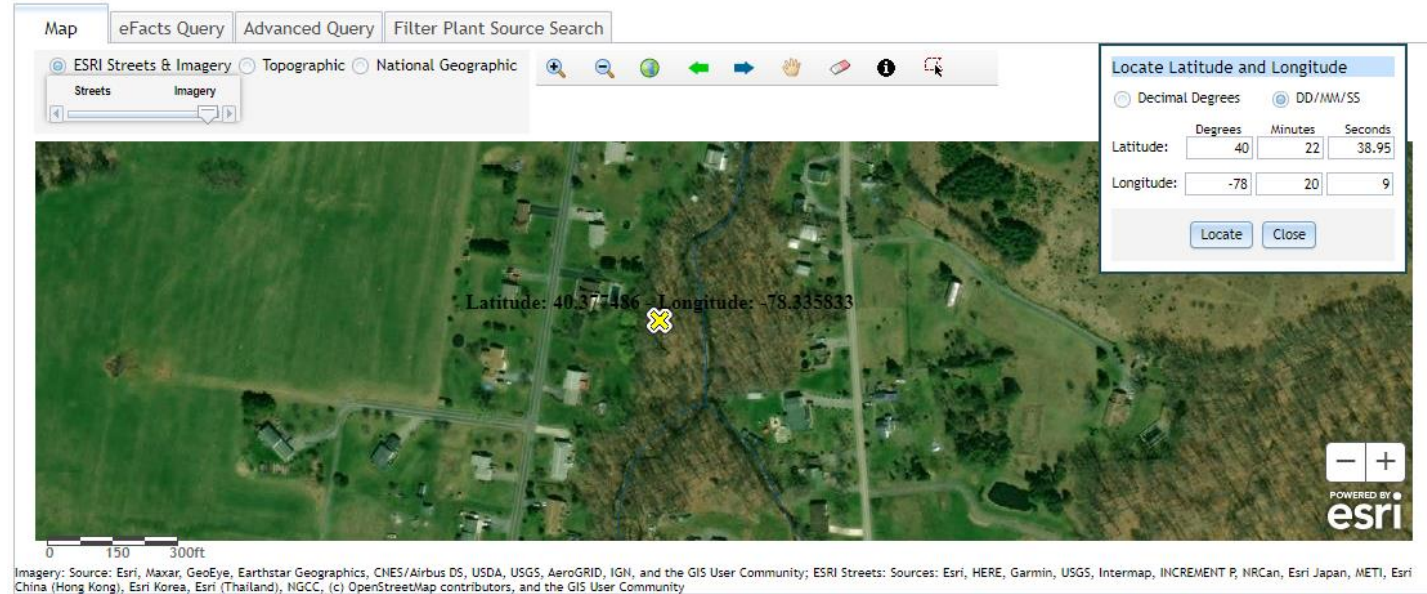 Map eFacts Query Advanced Query Filter Plant Source Search
ESRI Streets & Imagery Topographic National Geographic
Streets Imagery
Locate Latitude and Longitude
Decimal Degrees DD/MM/SS
Degrees Minutes Seconds
Latitude: 40 22 38.95
Longitude: -78 20 9
Locate Close
Latitude: 40.377486 - Longitude: -78.335833
POWERED BY
esri
0 150 300ft
Imagery: Source: Esri, Maxar, GeoEye, Earthstar Geographics, CNES/Airbus DS, USDA, USGS, AeroGRID, IGN, and the GIS User Community; ESRI Streets: Sources: Esri, HERE, Garmin, USGS, Intermap, INCREMENT P, NRCan, Esri Japan, METI, Esri
China (Hong Kong), Esri Korea, Esri (Thailand), NGCC, (c) OpenStreetMap contributors, and the GIS User Community